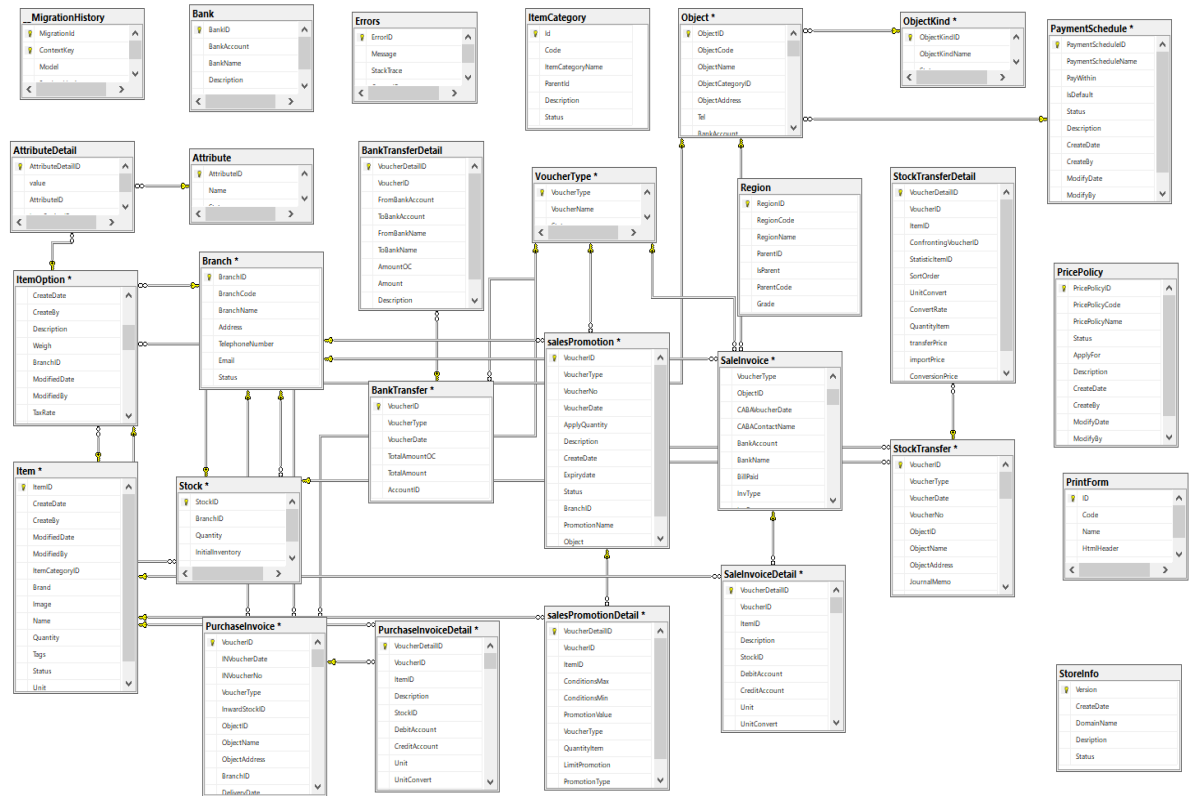 __MigrationHistory
MigrationId
ContextKey
Model
Bank
BankID
BankAccount
BankName
Description
Errors
ErrorID
Message
StackTrace
ItemCategory
Id
Code
ItemCategoryName
ParentId
Description
Status
Object *
ObjectID
ObjectCode
ObjectName
ObjectCategoryID
ObjectAddress
Tel
BankAccount
ObjectKind *
ObjectKindID
ObjectKindName
PaymentSchedule *
PaymentScheduleID
PaymentScheduleName
PayWithin
IsDefault
Status
Description
CreateDate
CreateBy
ModifyDate
ModifyBy
AttributeDetail
AttributeDetailID
value
AttributeID
Attribute
AttributeID
Name
BankTransferDetail
VoucherDetailID
VoucherID
FromBankAccount
ToBankAccount
FromBankName
ToBankName
AmountOC
Amount
Description
VoucherType *
VoucherType
VoucherName
Region
RegionID
RegionCode
RegionName
ParentID
IsParent
ParentCode
Grade
StockTransferDetail
VoucherDetailID
VoucherID
ItemID
ConfrontingVoucherID
StatisticItemID
SortOrder
UnitConvert
ConvertRate
QuantityItem
transferPrice
importPrice
ConversionPrice
ItemOption *
CreateDate
CreateBy
Description
Weigh
BranchID
ModifiedDate
ModifiedBy
TaxRate
Branch *
BranchID
BranchCode
BranchName
Address
TelephoneNumber
Email
Status
PricePolicy
PricePolicyID
PricePolicyCode
PricePolicyName
Status
ApplyFor
Description
CreateDate
CreateBy
ModifyDate
ModifyBy
BankTransfer *
VoucherID
VoucherType
VoucherDate
TotalAmountOC
TotalAmount
AccountID
salesPromotion *
VoucherID
VoucherType
VoucherNo
VoucherDate
ApplyQuantity
Description
CreateDate
Expirydate
Status
BranchID
PromotionName
Object
SaleInvoice *
VoucherType
ObjectID
CABAVoucherDate
CABAContactName
BankAccount
BankName
BillPaid
InvType
StockTransfer *
VoucherID
VoucherType
VoucherDate
VoucherNo
ObjectID
ObjectName
ObjectAddress
JournalMemo
Item *
ItemID
CreateDate
CreateBy
ModifiedDate
ModifiedBy
ItemCategoryID
Brand
Image
Name
Quantity
Tags
Status
Unit
Stock *
StockID
BranchID
Quantity
InitialInventory
PrintForm
ID
Code
Name
HtmlHeader
PurchaseInvoice *
VoucherID
INVoucherDate
INVoucherNo
VoucherType
InwardStockID
ObjectID
ObjectName
ObjectAddress
BranchID
DeliveryDate
PurchaseInvoiceDetail *
VoucherDetailID
VoucherID
ItemID
Description
StockID
DebitAccount
CreditAccount
Unit
UnitConvert
salesPromotionDetail *
VoucherDetailID
VoucherID
ItemID
ConditionsMax
ConditionsMin
PromotionValue
VoucherType
QuantityItem
LimitPromotion
PromotionType
SaleInvoiceDetail *
VoucherDetailID
VoucherID
ItemID
Description
StockID
DebitAccount
CreditAccount
Unit
UnitConvert
StoreInfo
Version
CreateDate
DomainName
Desription
Status